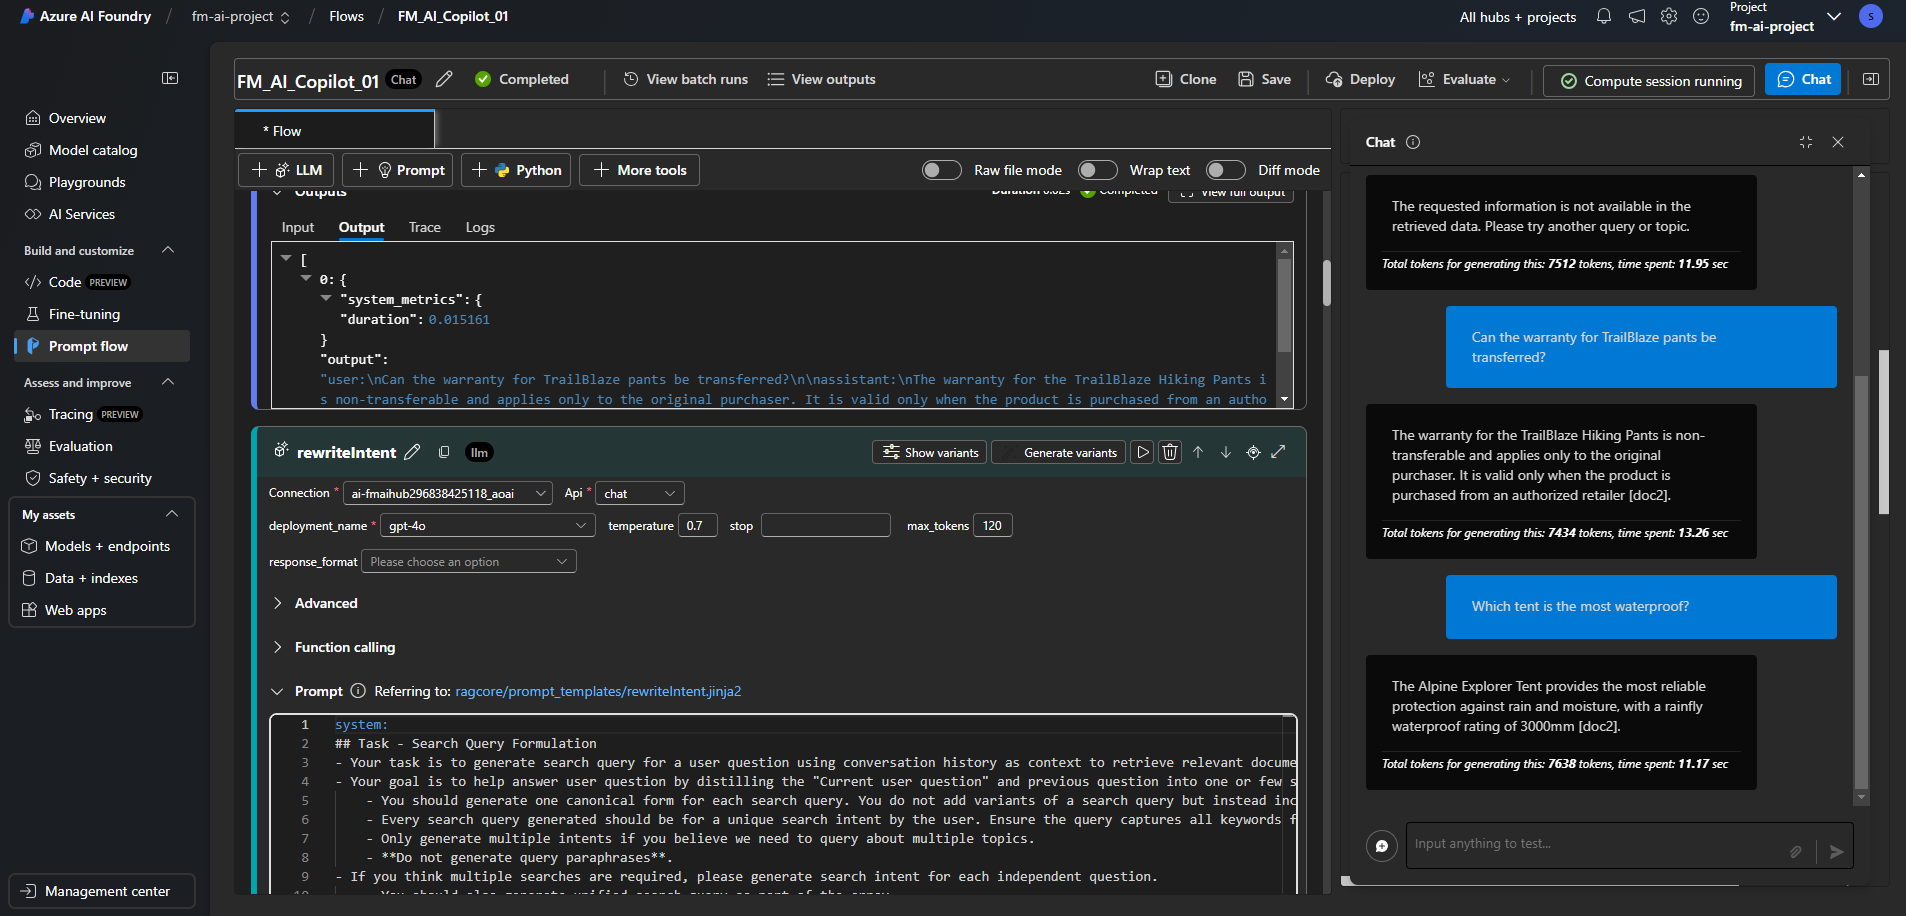 Azure AI Foundry / fm-ai-project / Flows / FM_AI_Copilot_01
All hubs + projects
Project
fm-ai-project
S
Overview
Model catalog
Playgrounds
AI Services
Build and customize
Code PREVIEW
Fine-tuning
Prompt flow
Assess and improve
Tracing PREVIEW
Evaluation
Safety + security
My assets
Models + endpoints
Data + indexes
Web apps
Management center
FM_AI_Copilot_01 Chat Completed View batch runs View outputs Clone Save Deploy Evaluate Compute session running Chat
* Flow
LLM Prompt Python More tools Raw file mode Wrap text Diff mode
Outputs Duration 0.02s Completed View full output
Input Output Trace Logs
[
0: {
"system_metrics": {
"duration": 0.015161
}
"output":
"user:\nCan the warranty for TrailBlaze pants be transferred?\n\nassistant:\nThe warranty for the TrailBlaze Hiking Pants i
s non-transferable and applies only to the original purchaser. It is valid only when the product is purchased from an autho
rewriteIntent llm Show variants Generate variants
Connection * ai-fmaihub296838425118_aoai Api * chat
deployment_name * gpt-4o temperature 0.7 stop max_tokens 120
response_format Please choose an option
Advanced
Function calling
Prompt Referring to: ragcore/prompt_templates/rewriteIntent.jinja2
1 system:
2 ## Task - Search Query Formulation
3 - Your task is to generate search query for a user question using conversation history as context to retrieve relevant docume
4 - Your goal is to help answer user question by distilling the "Current user question" and previous question into one or few s
5 - You should generate one canonical form for each search query. You do not add variants of a search query but instead inc
6 - Every search query generated should be for a unique search intent by the user. Ensure the query captures all keywords f
7 - Only generate multiple intents if you believe we need to query about multiple topics.
8 - **Do not generate query paraphrases**.
9 - If you think multiple searches are required, please generate search intent for each independent question.
Chat
The requested information is not available in the
retrieved data. Please try another query or topic.
Total tokens for generating this: 7512 tokens, time spent: 11.95 sec
Can the warranty for TrailBlaze pants be
transferred?
The warranty for the TrailBlaze Hiking Pants is non-
transferable and applies only to the original
purchaser. It is valid only when the product is
purchased from an authorized retailer [doc2].
Total tokens for generating this: 7434 tokens, time spent: 13.26 sec
Which tent is the most waterproof?
The Alpine Explorer Tent provides the most reliable
protection against rain and moisture, with a rainfly
waterproof rating of 3000mm [doc2].
Total tokens for generating this: 7638 tokens, time spent: 11.17 sec
Input anything to test...